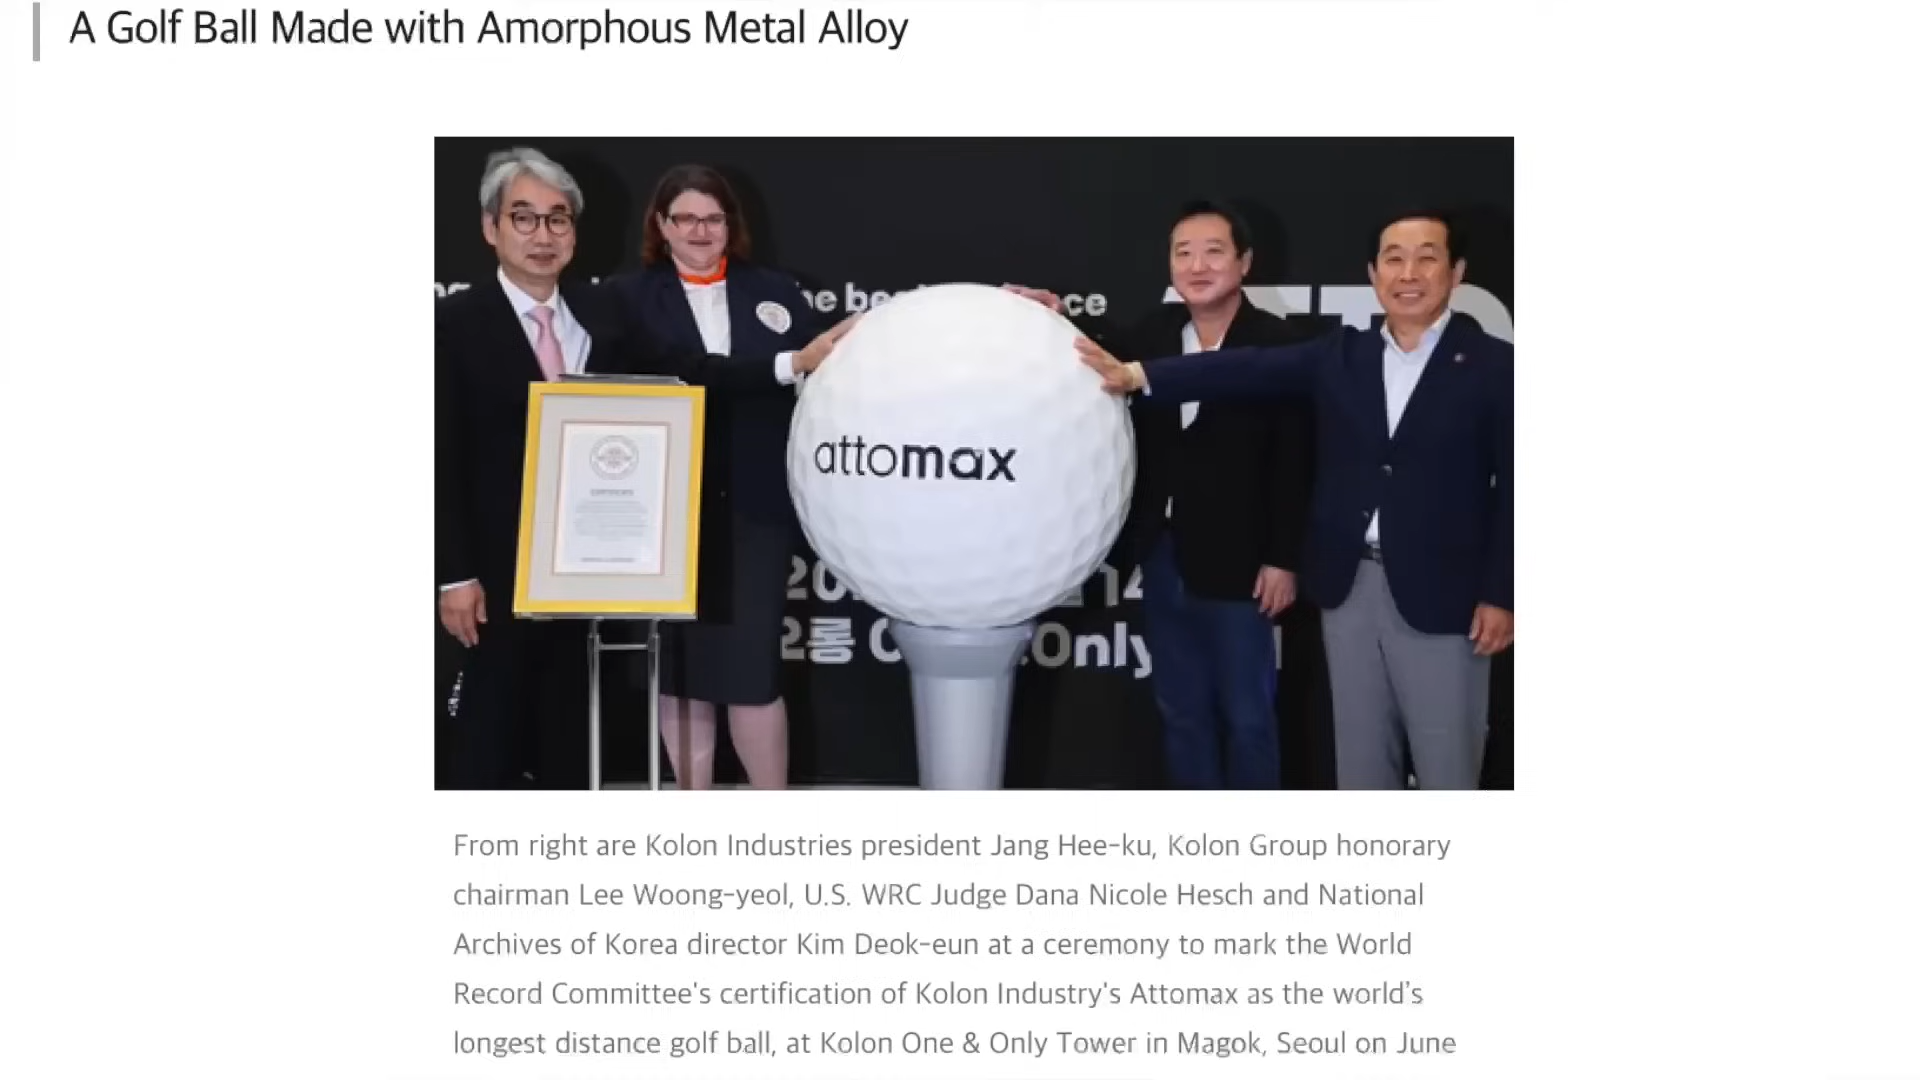 A Golf Ball Made with Amorphous Metal Alloy
attomax
Only
From right are Kolon Industries president Jang Hee-ku, Kolon Group honorary
chairman Lee Woong-yeol, U.S. WRC Judge Dana Nicole Hesch and National
Archives of Korea director Kim Deok-eun at a ceremony to mark the World
Record Committee's certification of Kolon Industry's Attomax as the world’s
longest distance golf ball, at Kolon One & Only Tower in Magok, Seoul on June